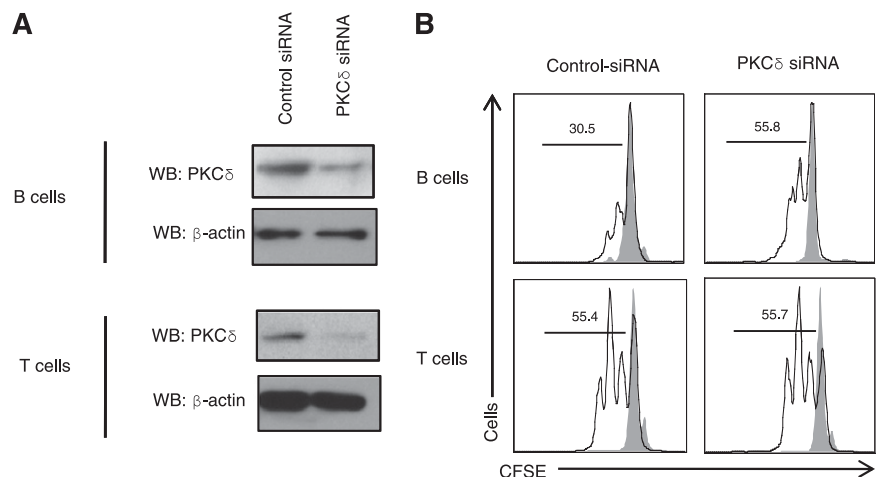 A
Control siRNA
PKCδ siRNA
B cells
WB: PKCδ
WB: β-actin
T cells
WB: PKCδ
WB: β-actin
B
Control-siRNA
PKCδ siRNA
B cells
30.5
55.8
T cells
55.4
55.7
Cells
CFSE